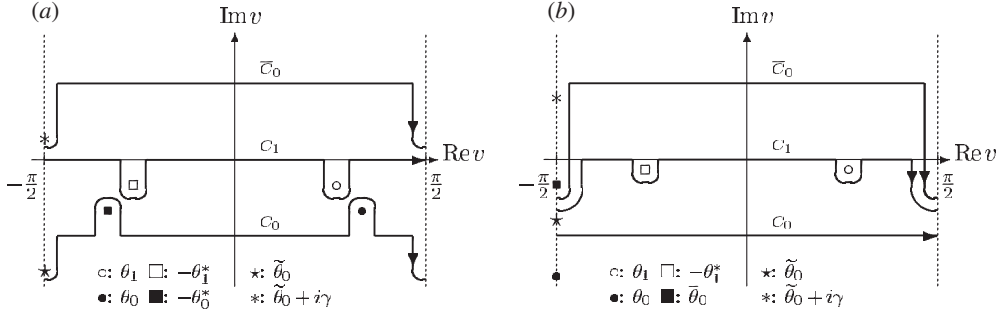 (a) Im v
C̅₀
C₁ Re v
−π/2 π/2
C₀
○: θ₁ □: −θ₁* ★: θ̃₀
●: θ₀ ■: −θ₀* *: θ̃₀ + iγ
(b) Im v
C̅₀
C₁ Re v
−π/2 π/2
C₀
○: θ₁ □: −θ₁* ★: θ̃₀
●: θ₀ ■: θ̅₀ *: θ̃₀ + iγ